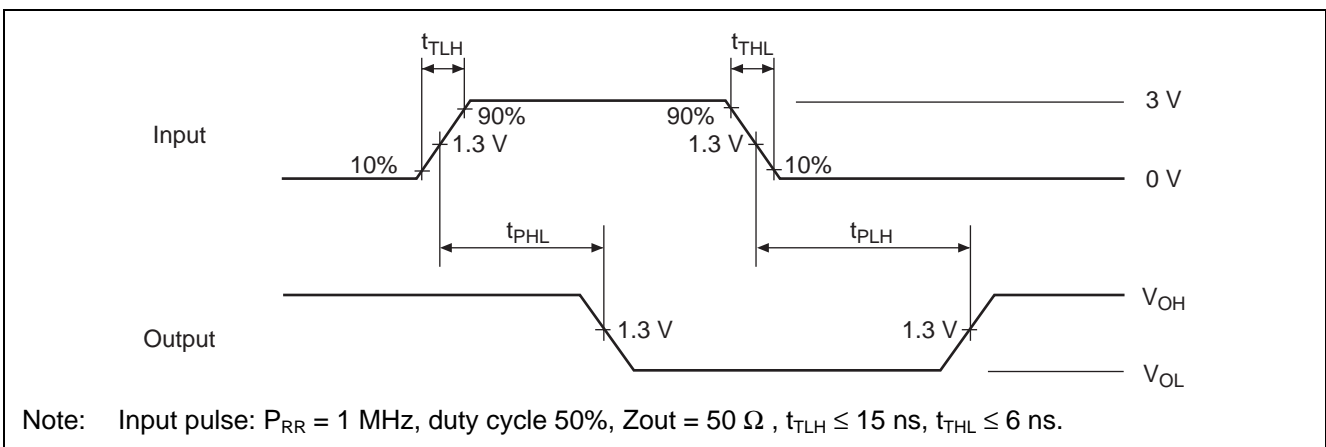 tTLH
tTHL
90%
90%
3 V
Input
1.3 V
1.3 V
10%
10%
0 V
tPHL
tPLH
VOH
Output
1.3 V
1.3 V
VOL
Note: Input pulse: PRR = 1 MHz, duty cycle 50%, Zout = 50 Ω , tTLH ≤ 15 ns, tTHL ≤ 6 ns.